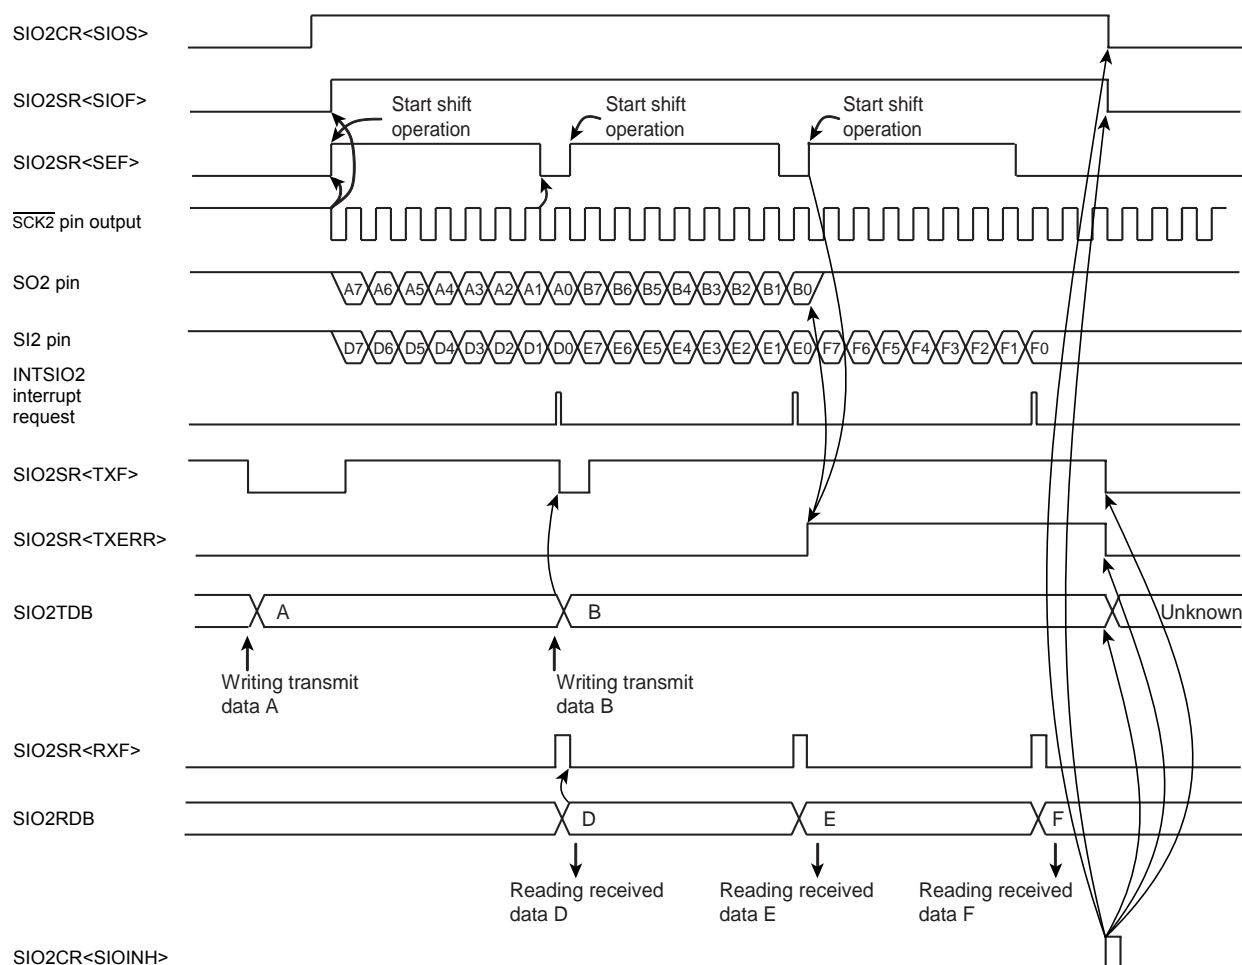 SIO2CR<SIOS>
SIO2SR<SIOF>
Start shift
operation
Start shift
operation
Start shift
operation
SIO2SR<SEF>
SCK2 pin output
SO2 pin
A7 A6 A5 A4 A3 A2 A1 A0 B7 B6 B5 B4 B3 B2 B1 B0
SI2 pin
D7 D6 D5 D4 D3 D2 D1 D0 E7 E6 E5 E4 E3 E2 E1 E0 F7 F6 F5 F4 F3 F2 F1 F0
INTSIO2
interrupt
request
SIO2SR<TXF>
SIO2SR<TXERR>
SIO2TDB
A
B
Unknown
Writing transmit
data A
Writing transmit
data B
SIO2SR<RXF>
SIO2RDB
D
E
F
Reading received
data D
Reading received
data E
Reading received
data F
SIO2CR<SIOINH>